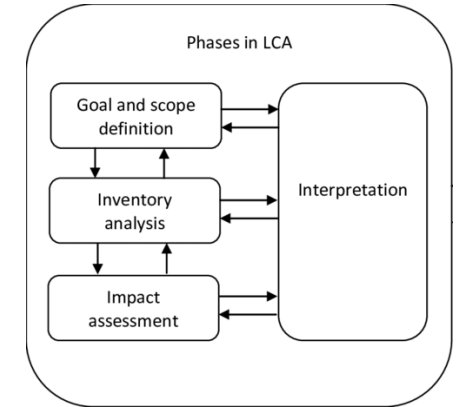 Phases in LCA
Goal and scope
definition
Inventory
analysis
Impact
assessment
Interpretation